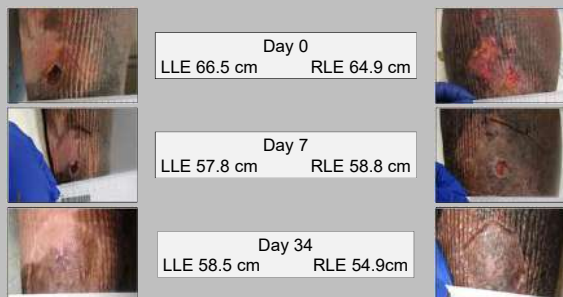 Day 0
LLE 66.5 cm RLE 64.9 cm
Day 7
LLE 57.8 cm RLE 58.8 cm
Day 34
LLE 58.5 cm RLE 54.9cm